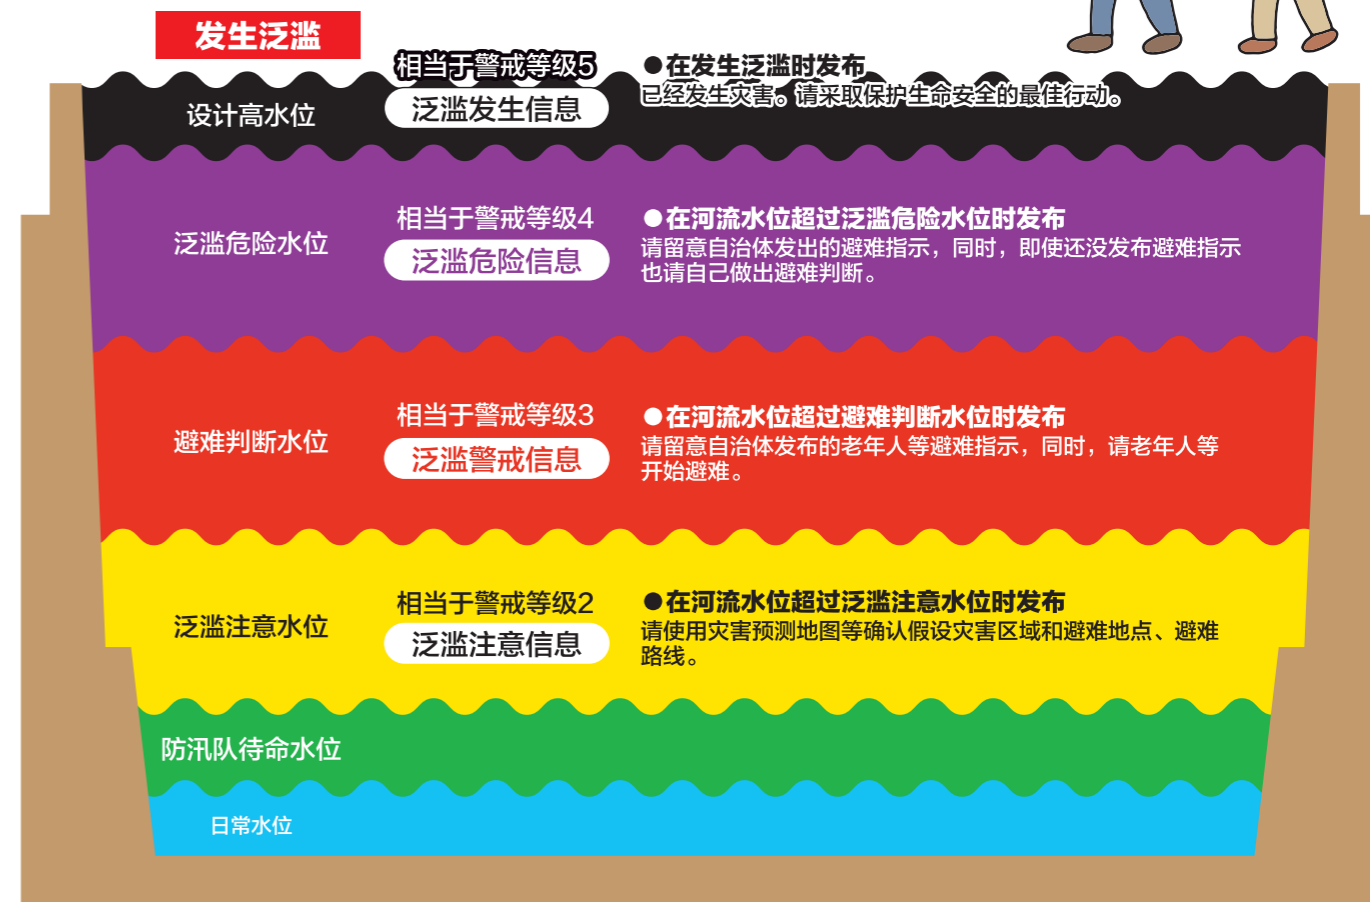 发生泛滥
设计高水位
相当于警戒等级5
泛滥发生信息
●在发生泛滥时发布
已经发生灾害。请采取保护生命安全的最佳行动。
泛滥危险水位
相当于警戒等级4
泛滥危险信息
●在河流水位超过泛滥危险水位时发布
请留意自治体发出的避难指示，同时，即使还没发布避难指示
也请自己做出避难判断。
避难判断水位
相当于警戒等级3
泛滥警戒信息
●在河流水位超过避难判断水位时发布
请留意自治体发布的老年人等避难指示，同时，请老年人等
开始避难。
泛滥注意水位
相当于警戒等级2
泛滥注意信息
●在河流水位超过泛滥注意水位时发布
请使用灾害预测地图等确认假设灾害区域和避难地点、避难
路线。
防汛队待命水位
日常水位